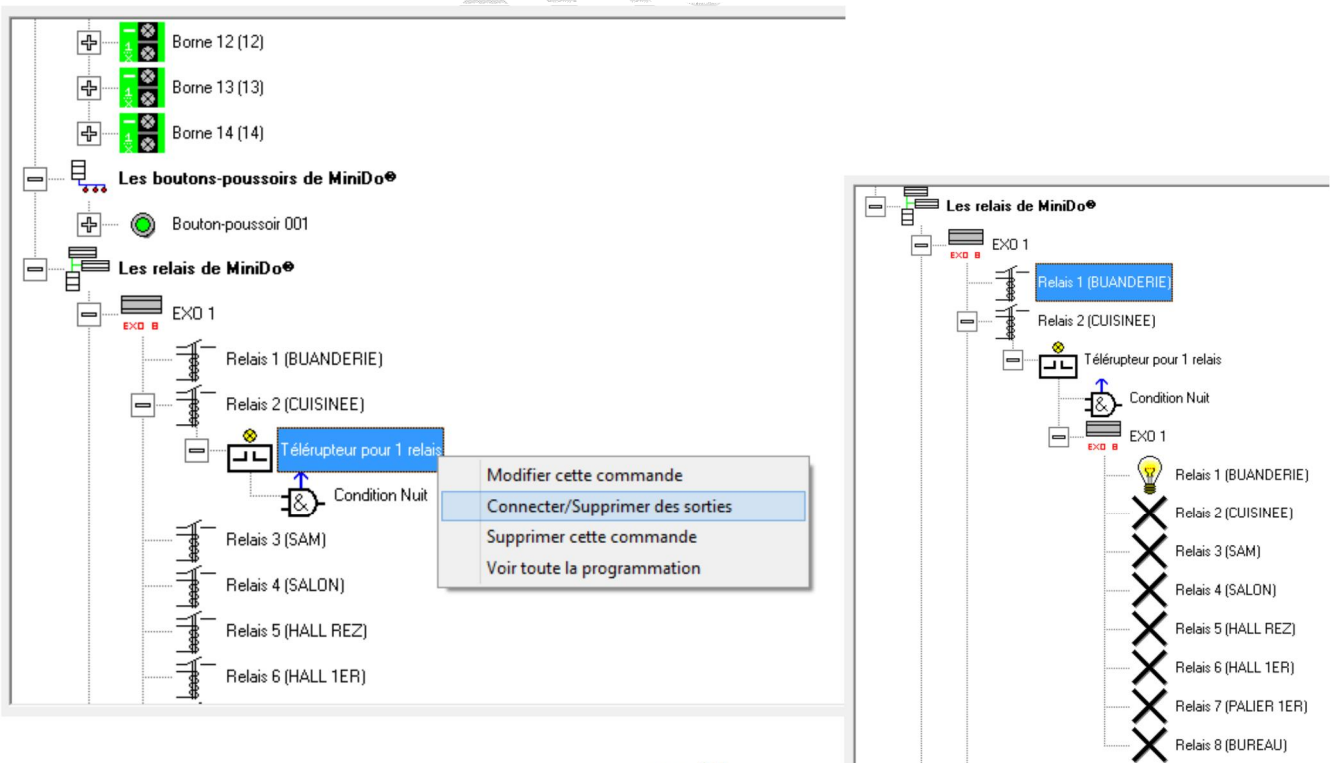 Borne 12 (12)
Borne 13 (13)
Borne 14 (14)
Les boutons-poussoirs de MiniDo®
Bouton-poussoir 001
Les relais de MiniDo®
EXO 8
EXO 1
Relais 1 (BUANDERIE)
Relais 2 (CUISINEE)
Télérupteur pour 1 relais
& Condition Nuit
Relais 3 (SAM)
Relais 4 (SALON)
Relais 5 (HALL REZ)
Relais 6 (HALL 1ER)
Modifier cette commande
Connecter/Supprimer des sorties
Supprimer cette commande
Voir toute la programmation
Les relais de MiniDo®
EXO 8
EXO 1
Relais 1 (BUANDERIE)
Relais 2 (CUISINEE)
Télérupteur pour 1 relais
& Condition Nuit
EXO 8
EXO 1
Relais 1 (BUANDERIE)
Relais 2 (CUISINEE)
Relais 3 (SAM)
Relais 4 (SALON)
Relais 5 (HALL REZ)
Relais 6 (HALL 1ER)
Relais 7 (PALIER 1ER)
Relais 8 (BUREAU)